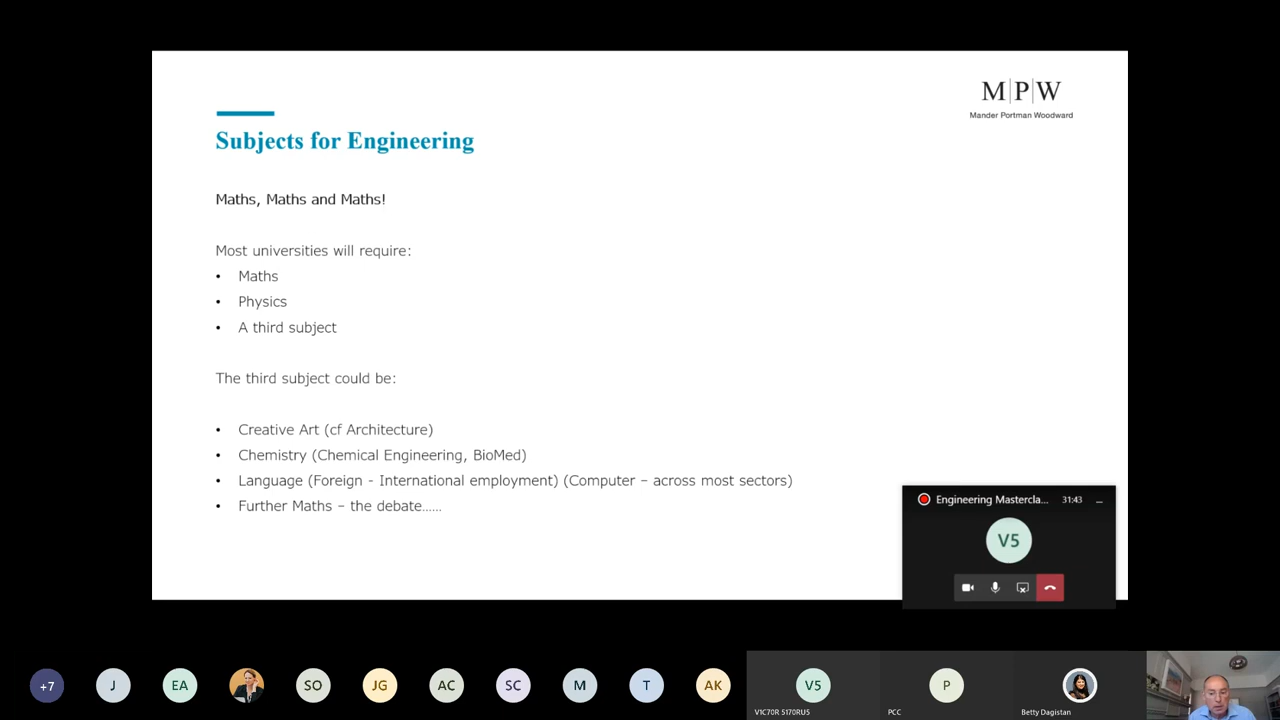 M|P|W
Mander Portman Woodward
Subjects for Engineering
Maths, Maths and Maths!
Most universities will require:
• Maths
• Physics
• A third subject
The third subject could be:
• Creative Art (cf Architecture)
• Chemistry (Chemical Engineering, BioMed)
• Language (Foreign - International employment) (Computer – across most sectors)
• Further Maths – the debate......
Engineering Mastercla... 31:43
V5
+7 J EA SO JG AC SC M T AK V5 P
V1C70R 5170RU5 PCC Betty Dagistan